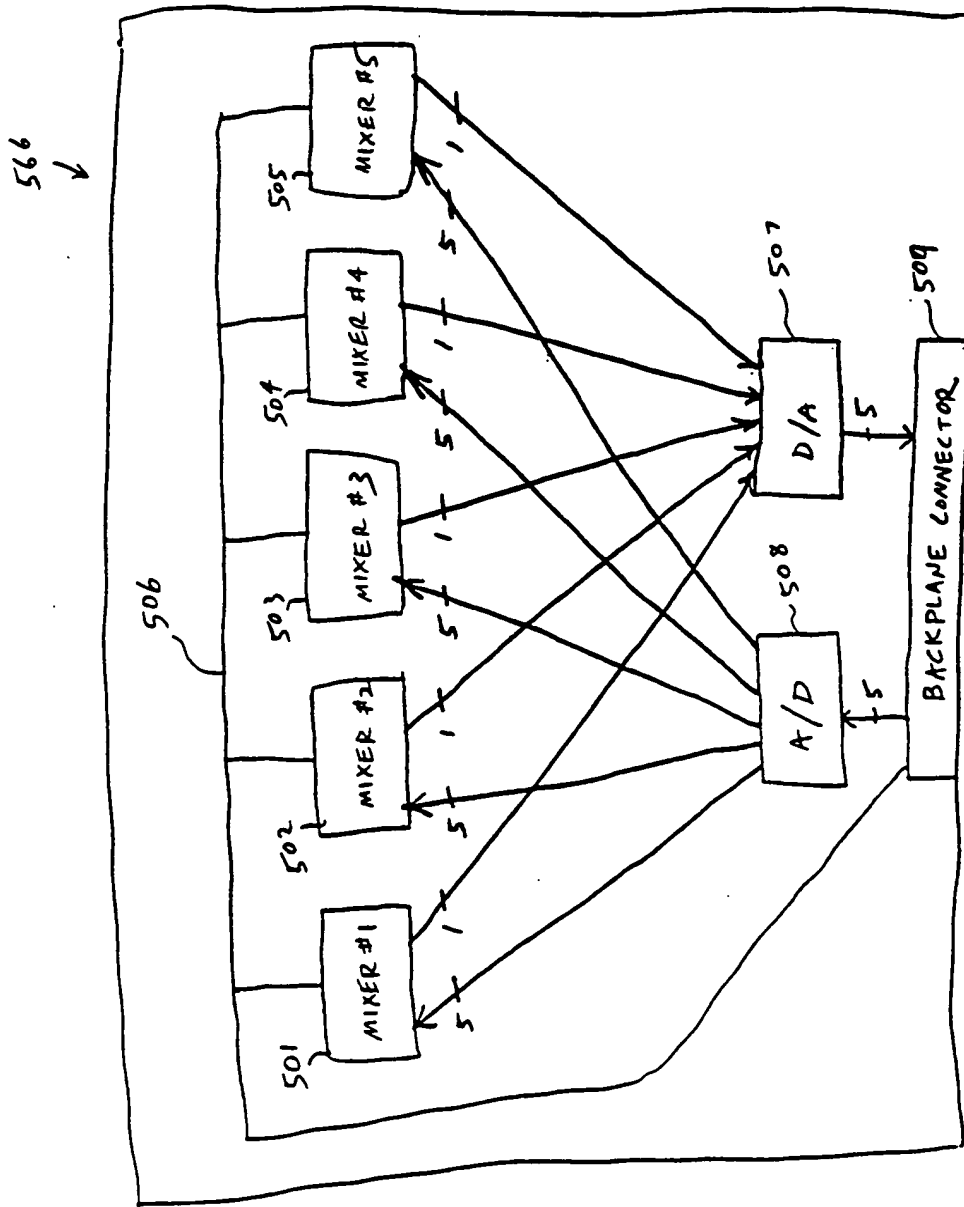 566
506
501
MIXER #1
502
MIXER #2
503
MIXER #3
504
MIXER #4
505
MIXER #5
5
1
5
1
5
1
5
1
5
1
A/D
508
D/A
507
5
5
BACKPLANE CONNECTOR
509